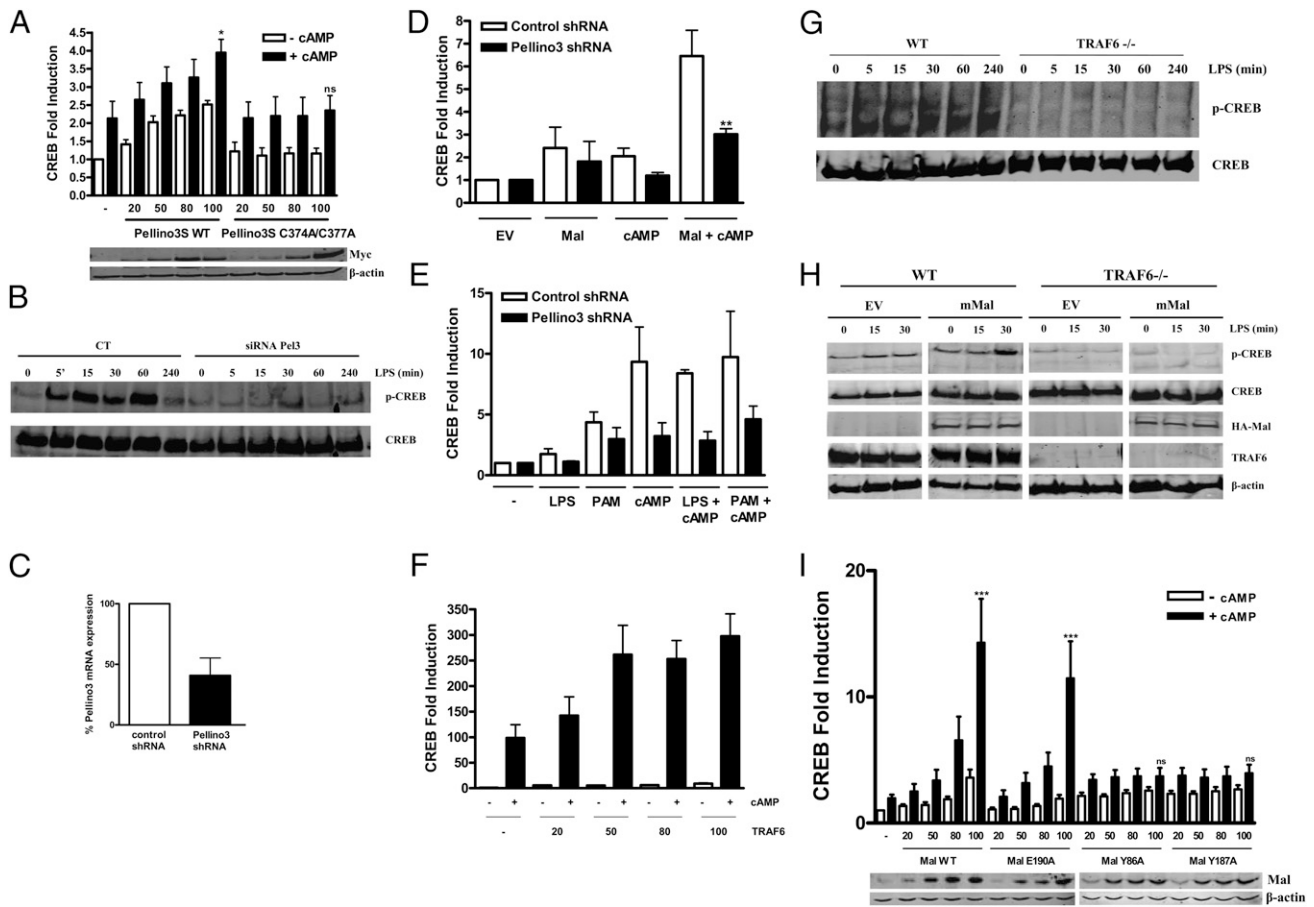 A
CREB Fold Induction
4.5
4.0
3.5
3.0
2.5
2.0
1.5
1.0
0.5
0.0
- cAMP
+ cAMP
*
ns
- 20 50 80 100 20 50 80 100
Pellino3S WT Pellino3S C374A/C377A
Myc
β-actin
B
CT siRNA Pel3
0 5' 15 30 60 240 0 5 15 30 60 240 LPS (min)
p-CREB
CREB
C
% Pellino3 mRNA expression
100
50
0
control shRNA
Pellino3 shRNA
D
CREB Fold Induction
8
7
6
5
4
3
2
1
0
Control shRNA
Pellino3 shRNA
**
EV Mal cAMP Mal + cAMP
E
CREB Fold Induction
15
10
5
0
Control shRNA
Pellino3 shRNA
- LPS PAM cAMP LPS + cAMP PAM + cAMP
F
CREB Fold Induction
350
300
250
200
150
100
50
0
- + - + - + - + - + cAMP
- 20 50 80 100 TRAF6
G
WT TRAF6 -/-
0 5 15 30 60 240 0 5 15 30 60 240 LPS (min)
p-CREB
CREB
H
WT TRAF6-/-
EV mMal EV mMal
0 15 30 0 15 30 0 15 30 0 15 30 LPS (min)
p-CREB
CREB
HA-Mal
TRAF6
β-actin
I
CREB Fold Induction
20
10
0
- cAMP
+ cAMP
***
***
ns
ns
- 20 50 80 100 20 50 80 100 20 50 80 100 20 50 80 100
Mal WT Mal E190A Mal Y86A Mal Y187A
Mal
β-actin